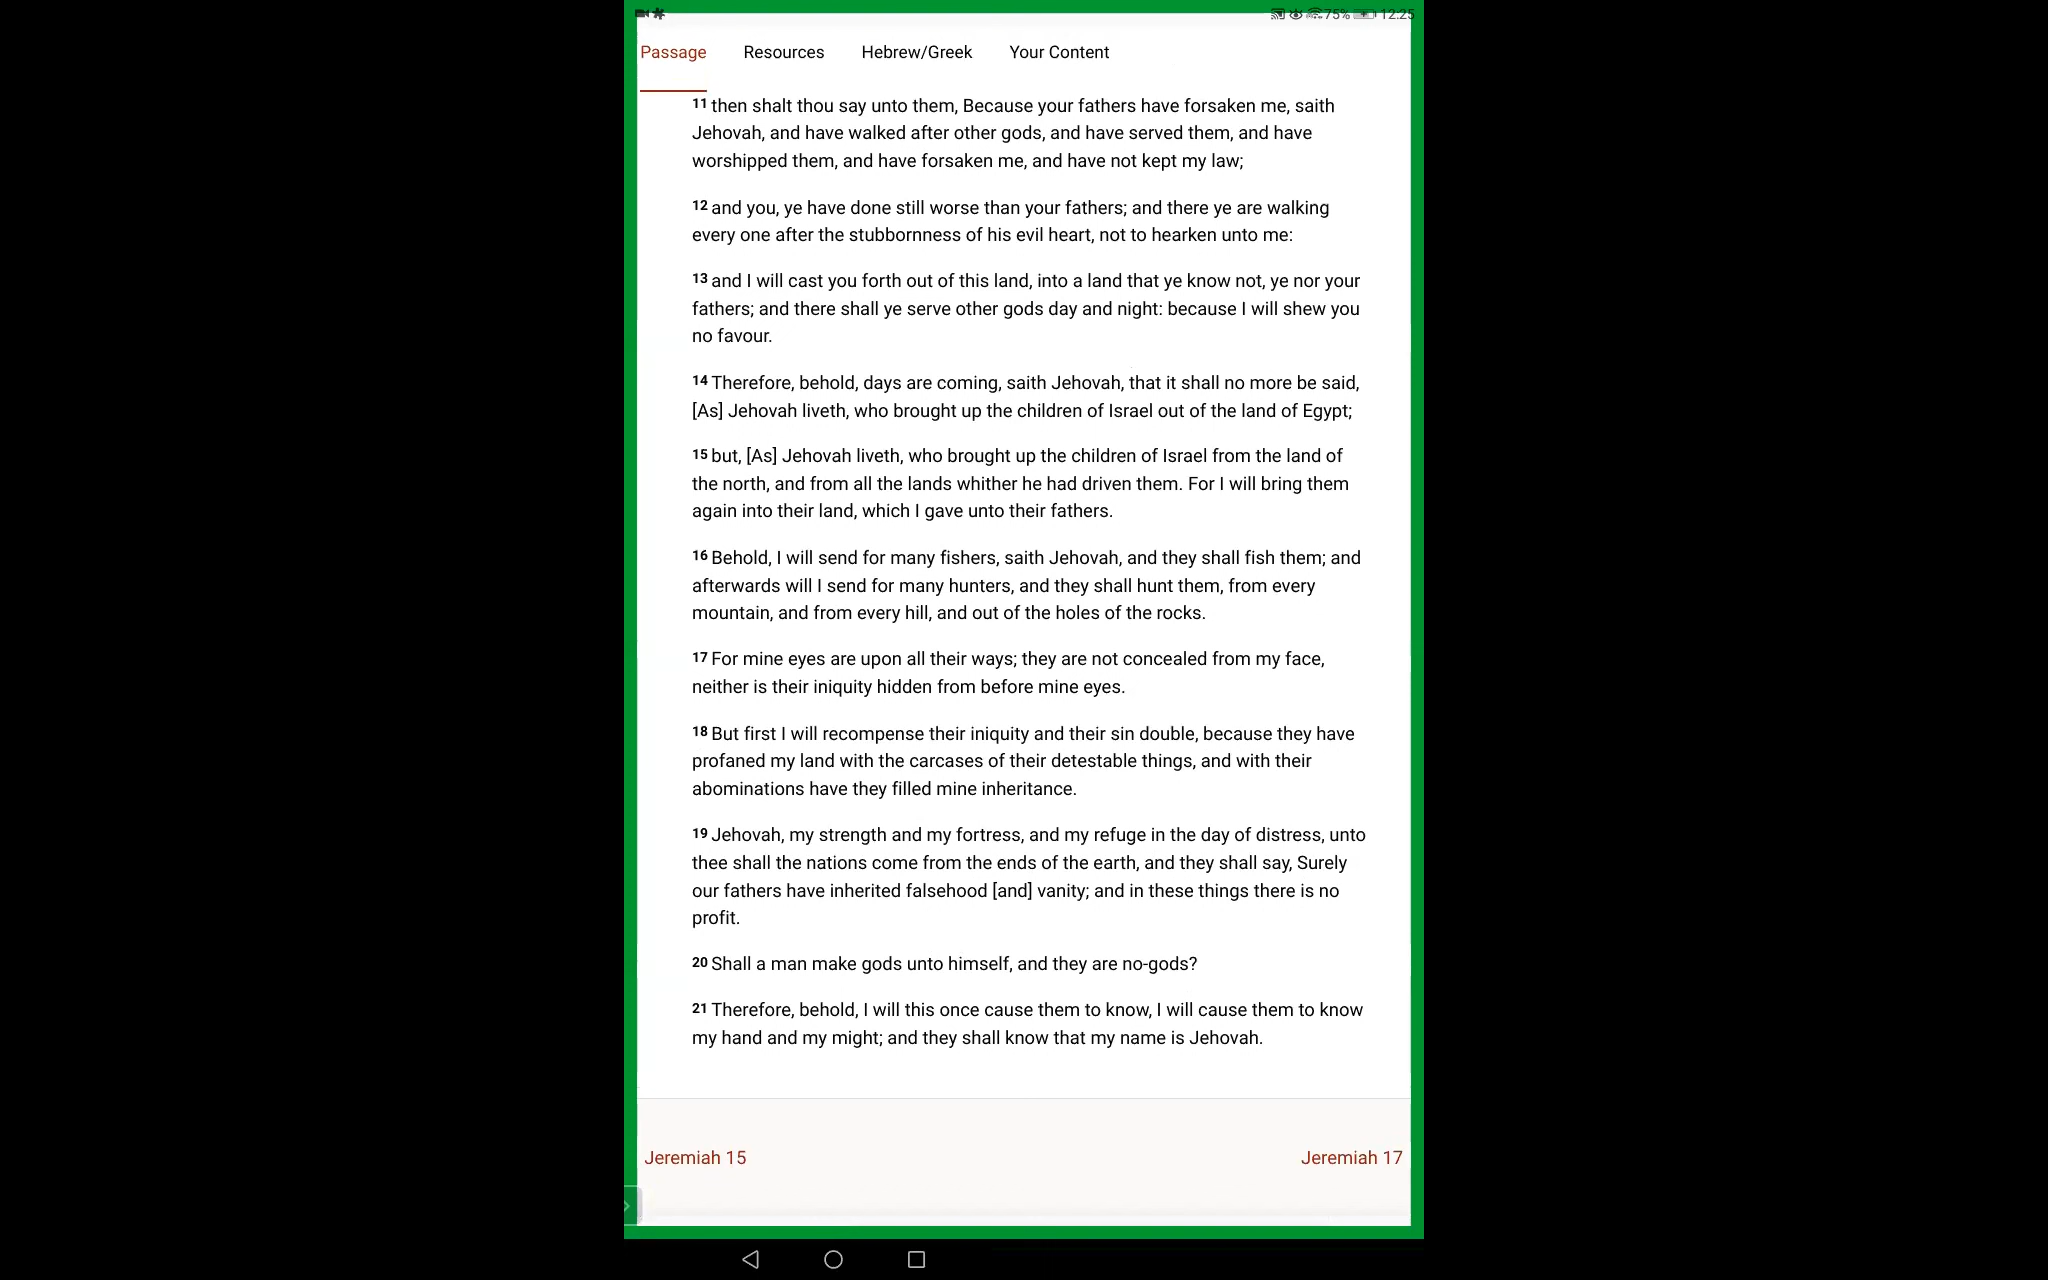 75% 12:25
Passage Resources Hebrew/Greek Your Content
11 then shalt thou say unto them, Because your fathers have forsaken me, saith
Jehovah, and have walked after other gods, and have served them, and have
worshipped them, and have forsaken me, and have not kept my law;
12 and you, ye have done still worse than your fathers; and there ye are walking
every one after the stubbornness of his evil heart, not to hearken unto me:
13 and I will cast you forth out of this land, into a land that ye know not, ye nor your
fathers; and there shall ye serve other gods day and night: because I will shew you
no favour.
14 Therefore, behold, days are coming, saith Jehovah, that it shall no more be said,
[As] Jehovah liveth, who brought up the children of Israel out of the land of Egypt;
15 but, [As] Jehovah liveth, who brought up the children of Israel from the land of
the north, and from all the lands whither he had driven them. For I will bring them
again into their land, which I gave unto their fathers.
16 Behold, I will send for many fishers, saith Jehovah, and they shall fish them; and
afterwards will I send for many hunters, and they shall hunt them, from every
mountain, and from every hill, and out of the holes of the rocks.
17 For mine eyes are upon all their ways; they are not concealed from my face,
neither is their iniquity hidden from before mine eyes.
18 But first I will recompense their iniquity and their sin double, because they have
profaned my land with the carcases of their detestable things, and with their
abominations have they filled mine inheritance.
19 Jehovah, my strength and my fortress, and my refuge in the day of distress, unto
thee shall the nations come from the ends of the earth, and they shall say, Surely
our fathers have inherited falsehood [and] vanity; and in these things there is no
profit.
20 Shall a man make gods unto himself, and they are no-gods?
21 Therefore, behold, I will this once cause them to know, I will cause them to know
my hand and my might; and they shall know that my name is Jehovah.
Jeremiah 15 Jeremiah 17